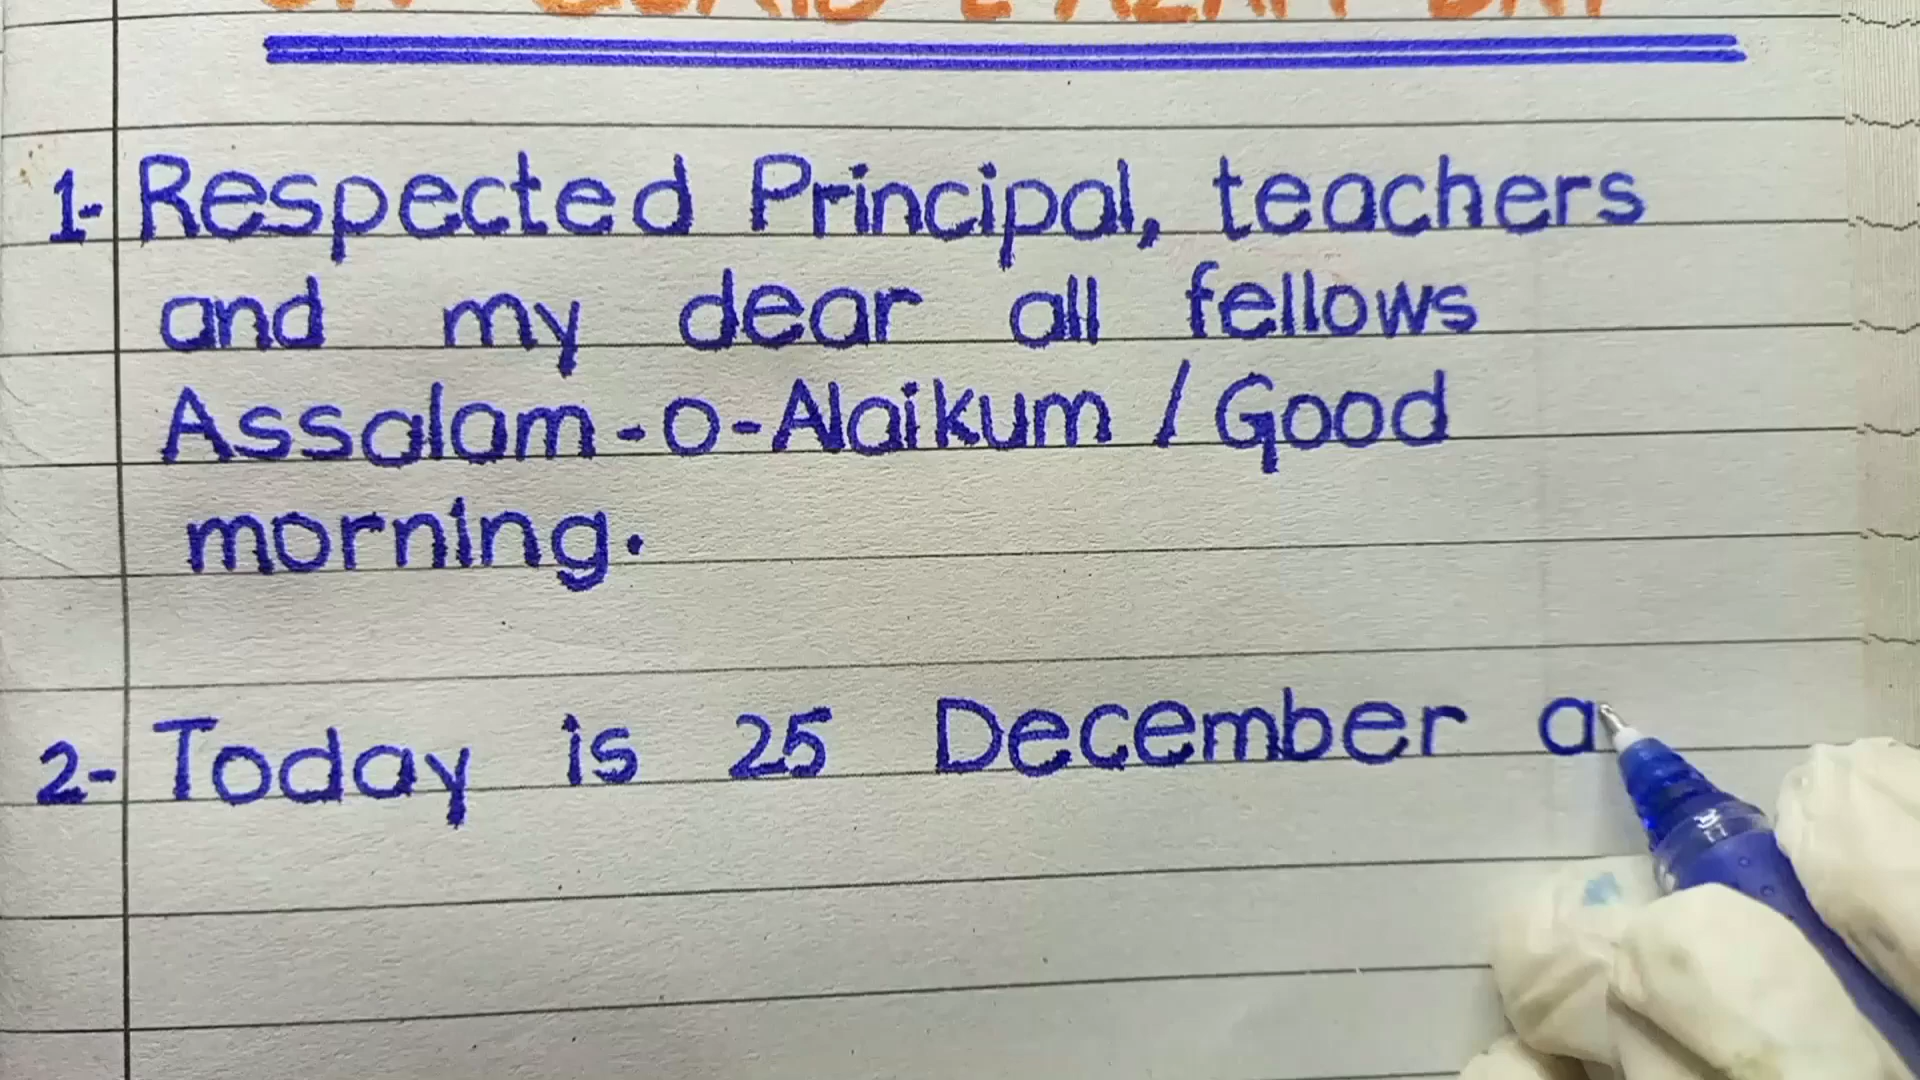 1- Respected Principal, teachers
and my dear all fellows
Assalam-o-Alaikum / Good
morning.
2- Today is 25 December a